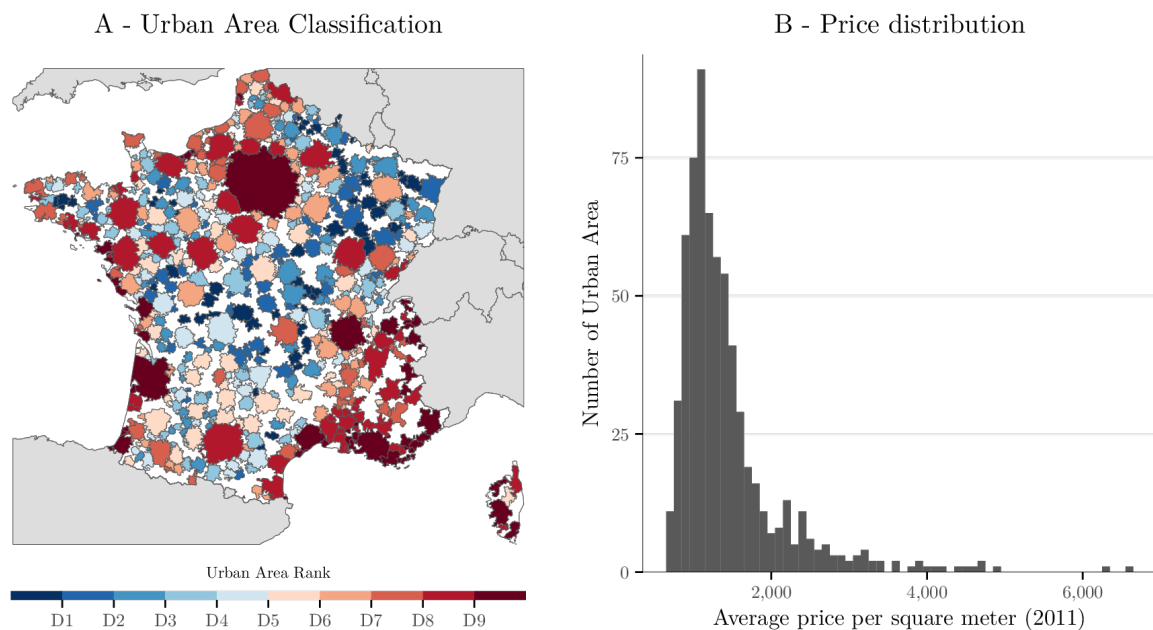 A - Urban Area Classification
Urban Area Rank
D1 D2 D3 D4 D5 D6 D7 D8 D9
B - Price distribution
Number of Urban Area
75
50
25
0
2,000 4,000 6,000
Average price per square meter (2011)